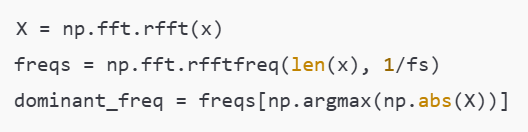 X = np.fft.rfft(x)
freqs = np.fft.rfftfreq(len(x), 1/fs)
dominant_freq = freqs[np.argmax(np.abs(X))]